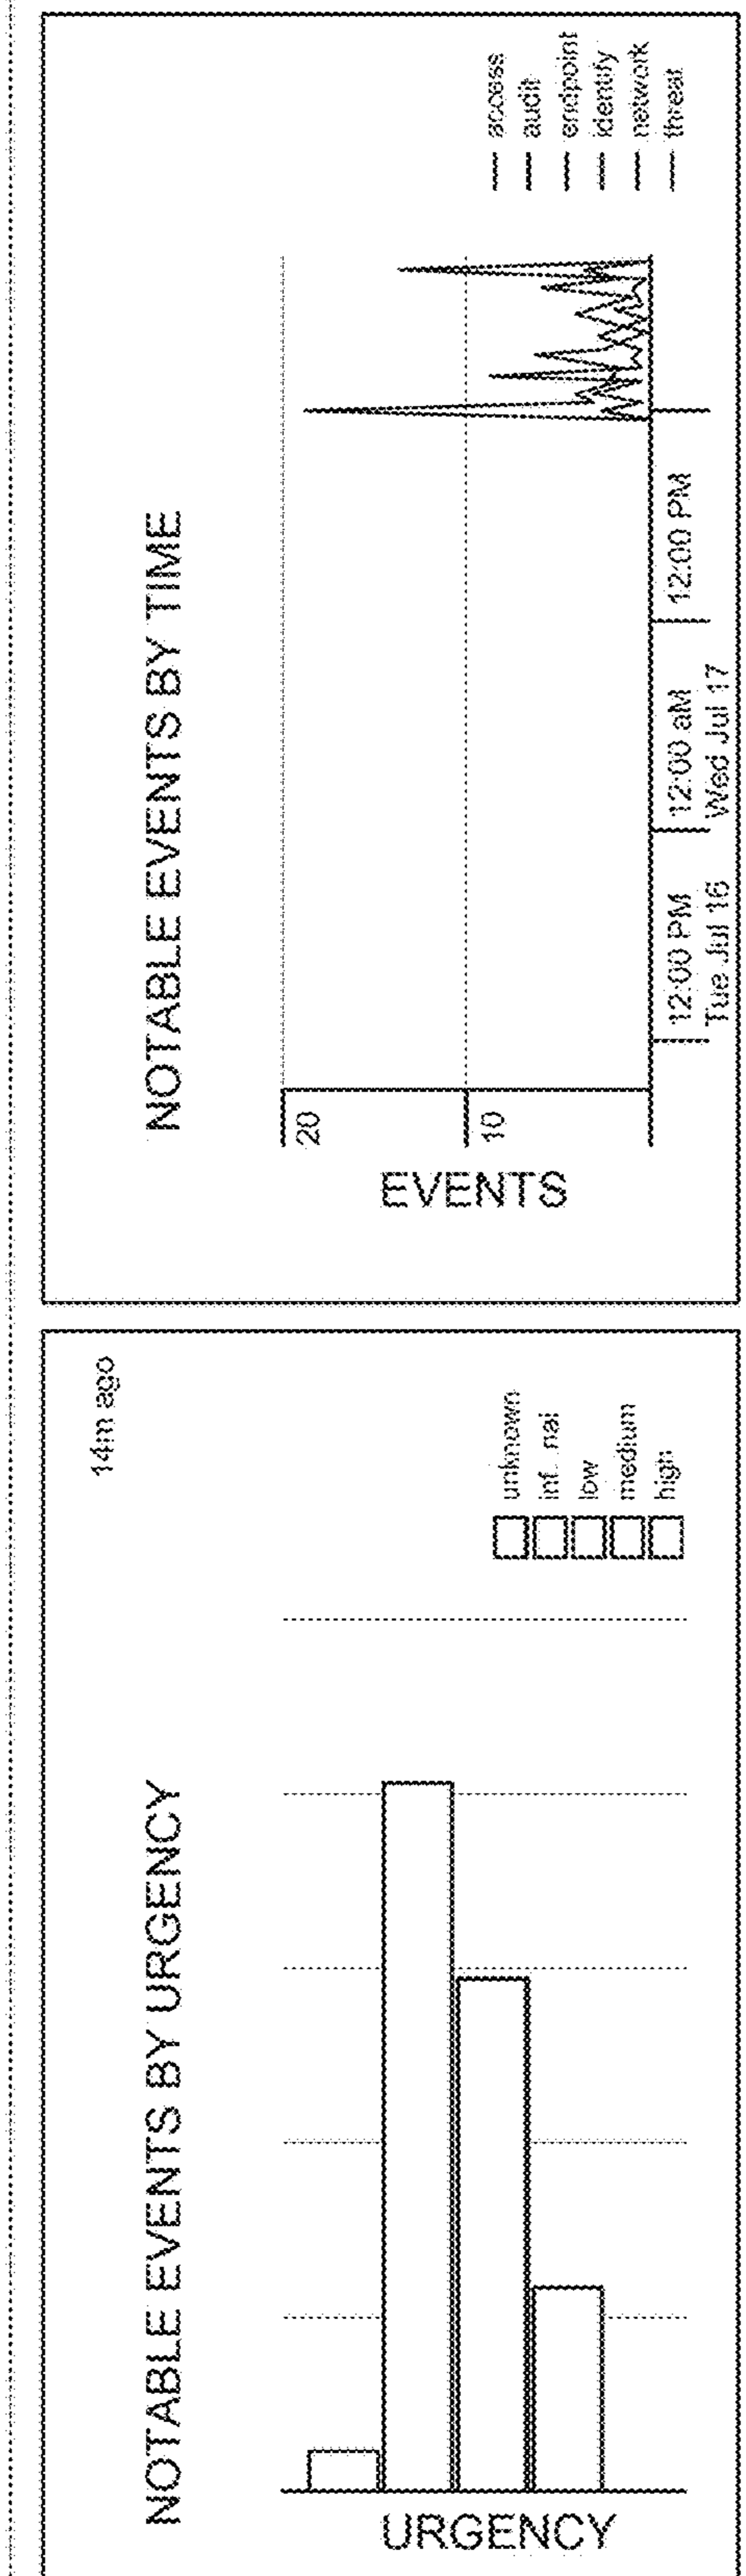 NOTABLE EVENTS BY URGENCY
14m ago
URGENCY
unknown
inf...nal
low
medium
high
NOTABLE EVENTS BY TIME
EVENTS
20
10
12:00 PM
Tue Jul 16
12:00 aM
Wed Jul 17
12:00 PM
access
audit
endpoint
identify
network
threat